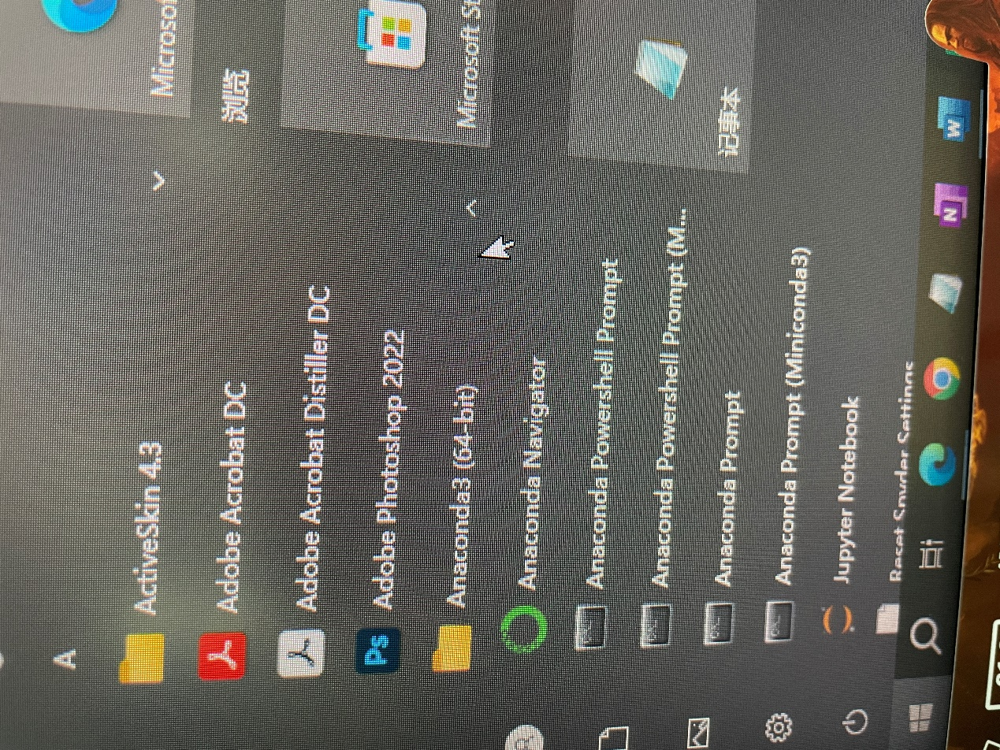 A
ActiveSkin 4.3
Adobe Acrobat DC
Adobe Acrobat Distiller DC
Ps
Adobe Photoshop 2022
Anaconda3 (64-bit)
Anaconda Navigator
Anaconda Powershell Prompt
Anaconda Powershell Prompt (M...
Anaconda Prompt
Anaconda Prompt (Miniconda3)
Jupyter Notebook
Reset Spyder Settings
浏览
Microsoft
记事本
N
W